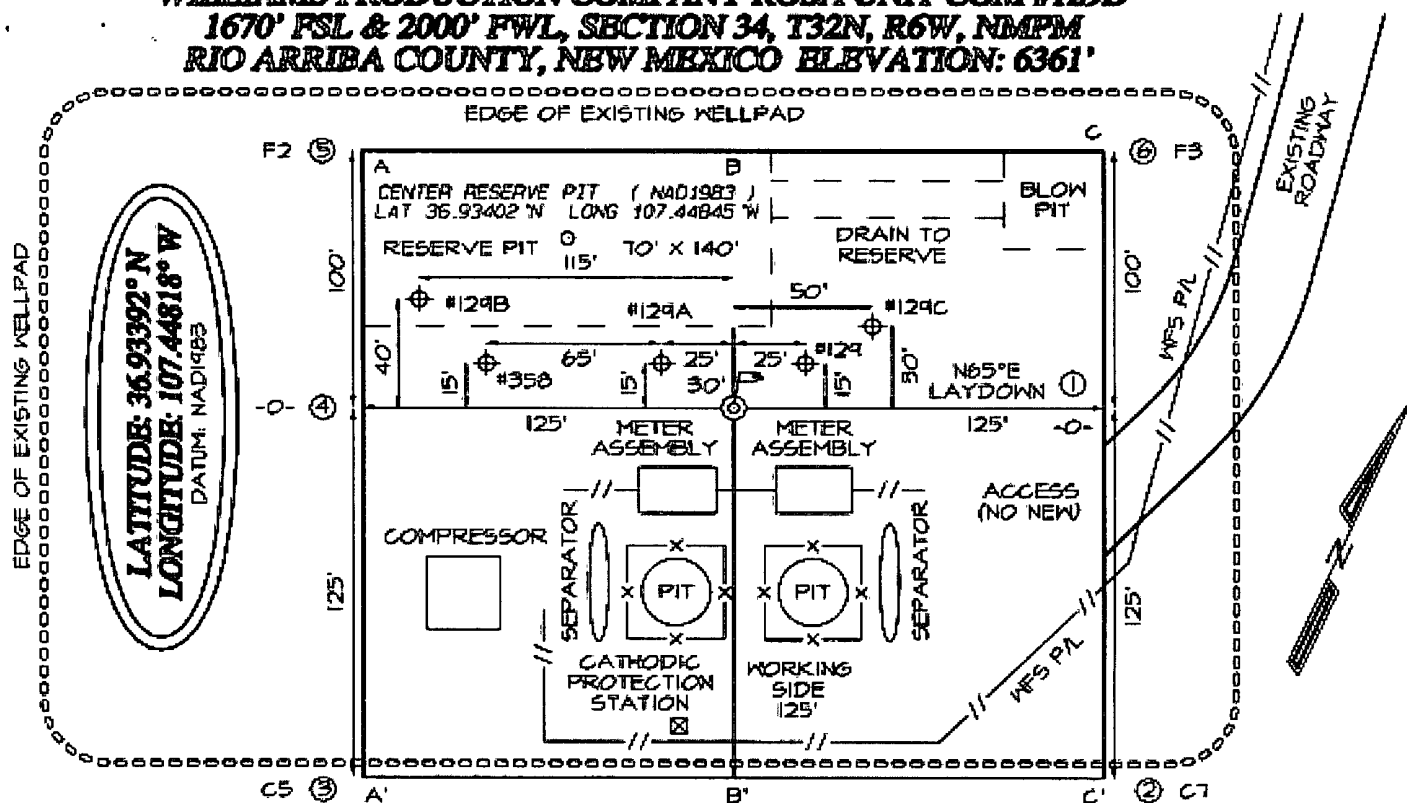 1670' FSL & 2000' FWL, SECTION 34, T32N, R6W, NMPM
RIO ARRIBA COUNTY, NEW MEXICO ELEVATION: 6361'
EDGE OF EXISTING WELLPAD
F2 5
A
B
C
6 F3
CENTER RESERVE PIT ( NAD1983 )
LAT 36.93402°N LONG 107.44845°W
BLOW
PIT
EXISTING
ROADWAY
RESERVE PIT 70' X 140'
DRAIN TO
RESERVE
115'
100'
100'
#129B
#129A
50'
#129C
WFS P/L
40'
65'
25'
25'
#129
15'
#358
15'
30'
15'
N65°E
LAYDOWN 1
-0- 4
125'
125'
-0-
METER
ASSEMBLY
METER
ASSEMBLY
ACCESS
(NO NEW)
COMPRESSOR
SEPARATOR
PIT
PIT
SEPARATOR
N
125'
125'
CATHODIC
PROTECTION
STATION
WORKING
SIDE
125'
WFS P/L
C5 3
A'
B'
C'
2 C7
EDGE OF EXISTING WELLPAD
LATITUDE: 36.93392° N
LONGITUDE: 107.44818° W
DATUM: NAD1983